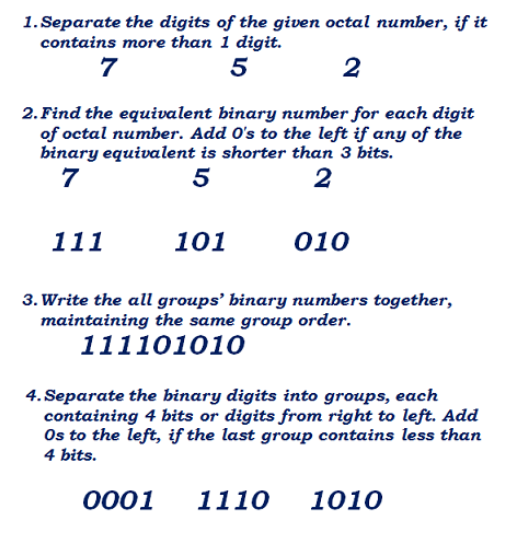 1. Separate the digits of the given octal number, if it
contains more than 1 digit.
7 5 2
2. Find the equivalent binary number for each digit
of octal number. Add 0's to the left if any of the
binary equivalent is shorter than 3 bits.
7 5 2
111 101 010
3. Write the all groups’ binary numbers together,
maintaining the same group order.
111101010
4. Separate the binary digits into groups, each
containing 4 bits or digits from right to left. Add
0s to the left, if the last group contains less than
4 bits.
0001 1110 1010